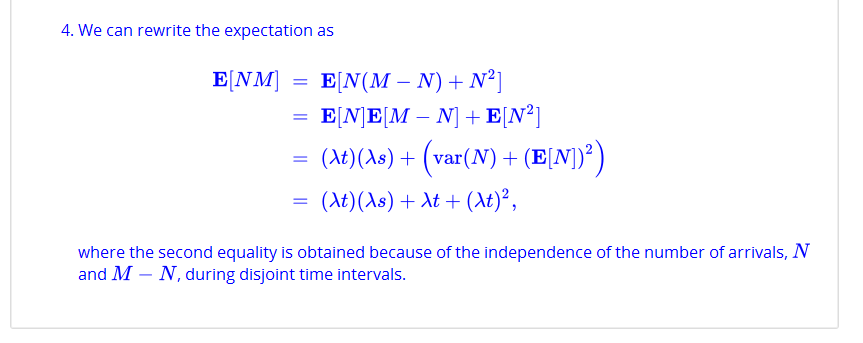 4. We can rewrite the expectation as
E[NM] = E[N(M − N) + N²]
= E[N]E[M − N] + E[N²]
= (λt)(λs) + (var(N) + (E[N])²)
= (λt)(λs) + λt + (λt)²,
where the second equality is obtained because of the independence of the number of arrivals, N
and M − N, during disjoint time intervals.